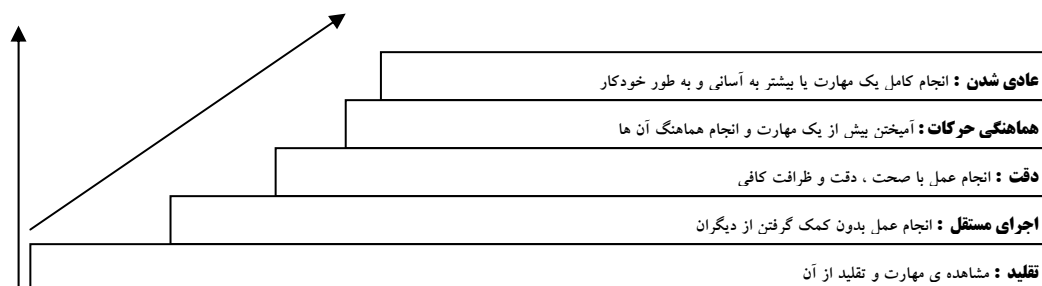 عادی شدن : انجام کامل یک مهارت یا بیشتر به آسانی و به طور خودکار
هماهنگی حرکات : آمیختن بیش از یک مهارت و انجام هماهنگ آن ها
دقت : انجام عمل با صحت ، دقت و ظرافت کافی
اجرای مستقل : انجام عمل بدون کمک گرفتن از دیگران
تقلید : مشاهده ی مهارت و تقلید از آن